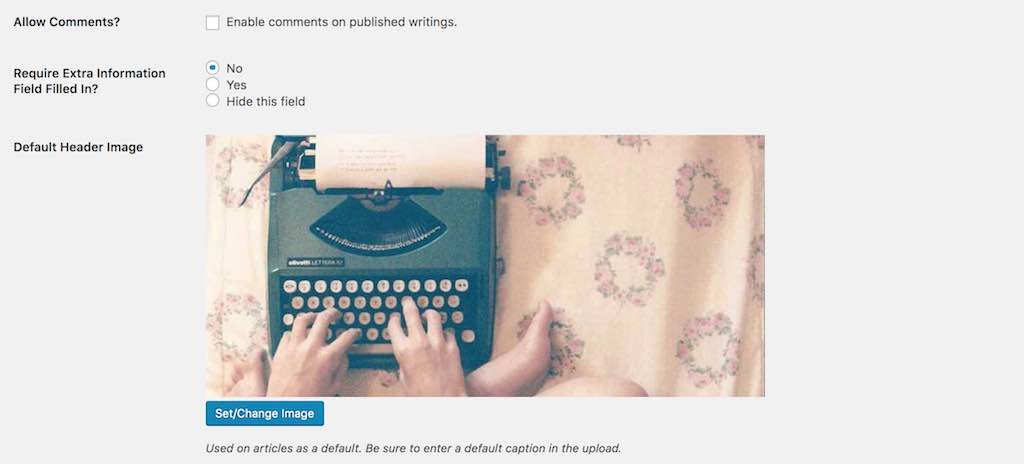 Allow Comments?
Enable comments on published writings.
Require Extra Information
Field Filled In?
No
Yes
Hide this field
Default Header Image
olivetti LETTERA
Set/Change Image
Used on articles as a default. Be sure to enter a default caption in the upload.